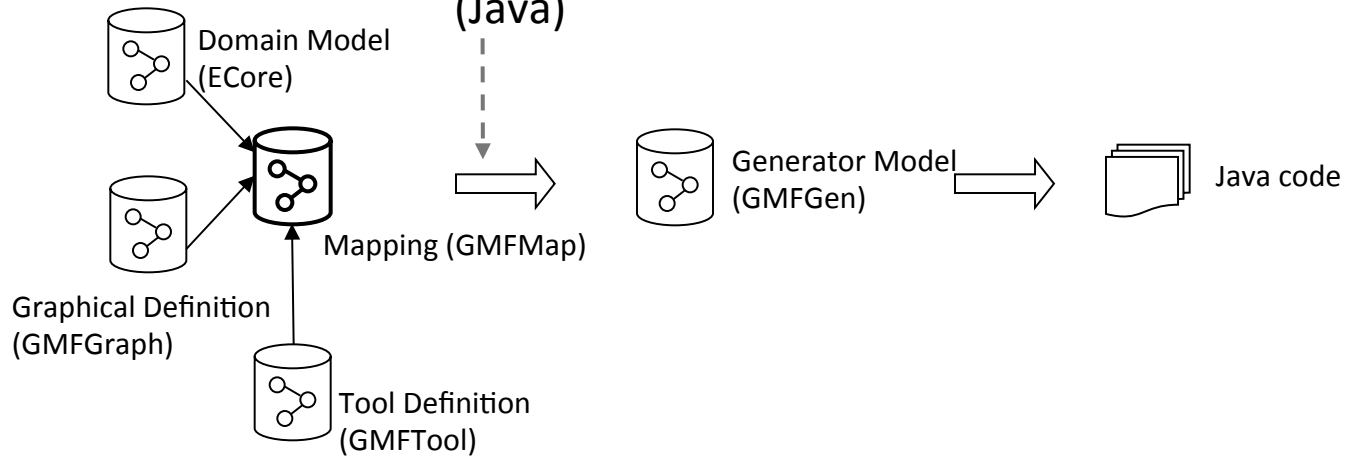 (Java)
Domain Model
(ECore)
Generator Model
(GMFGen)
Java code
Mapping (GMFMap)
Graphical Definition
(GMFGraph)
Tool Definition
(GMFTool)